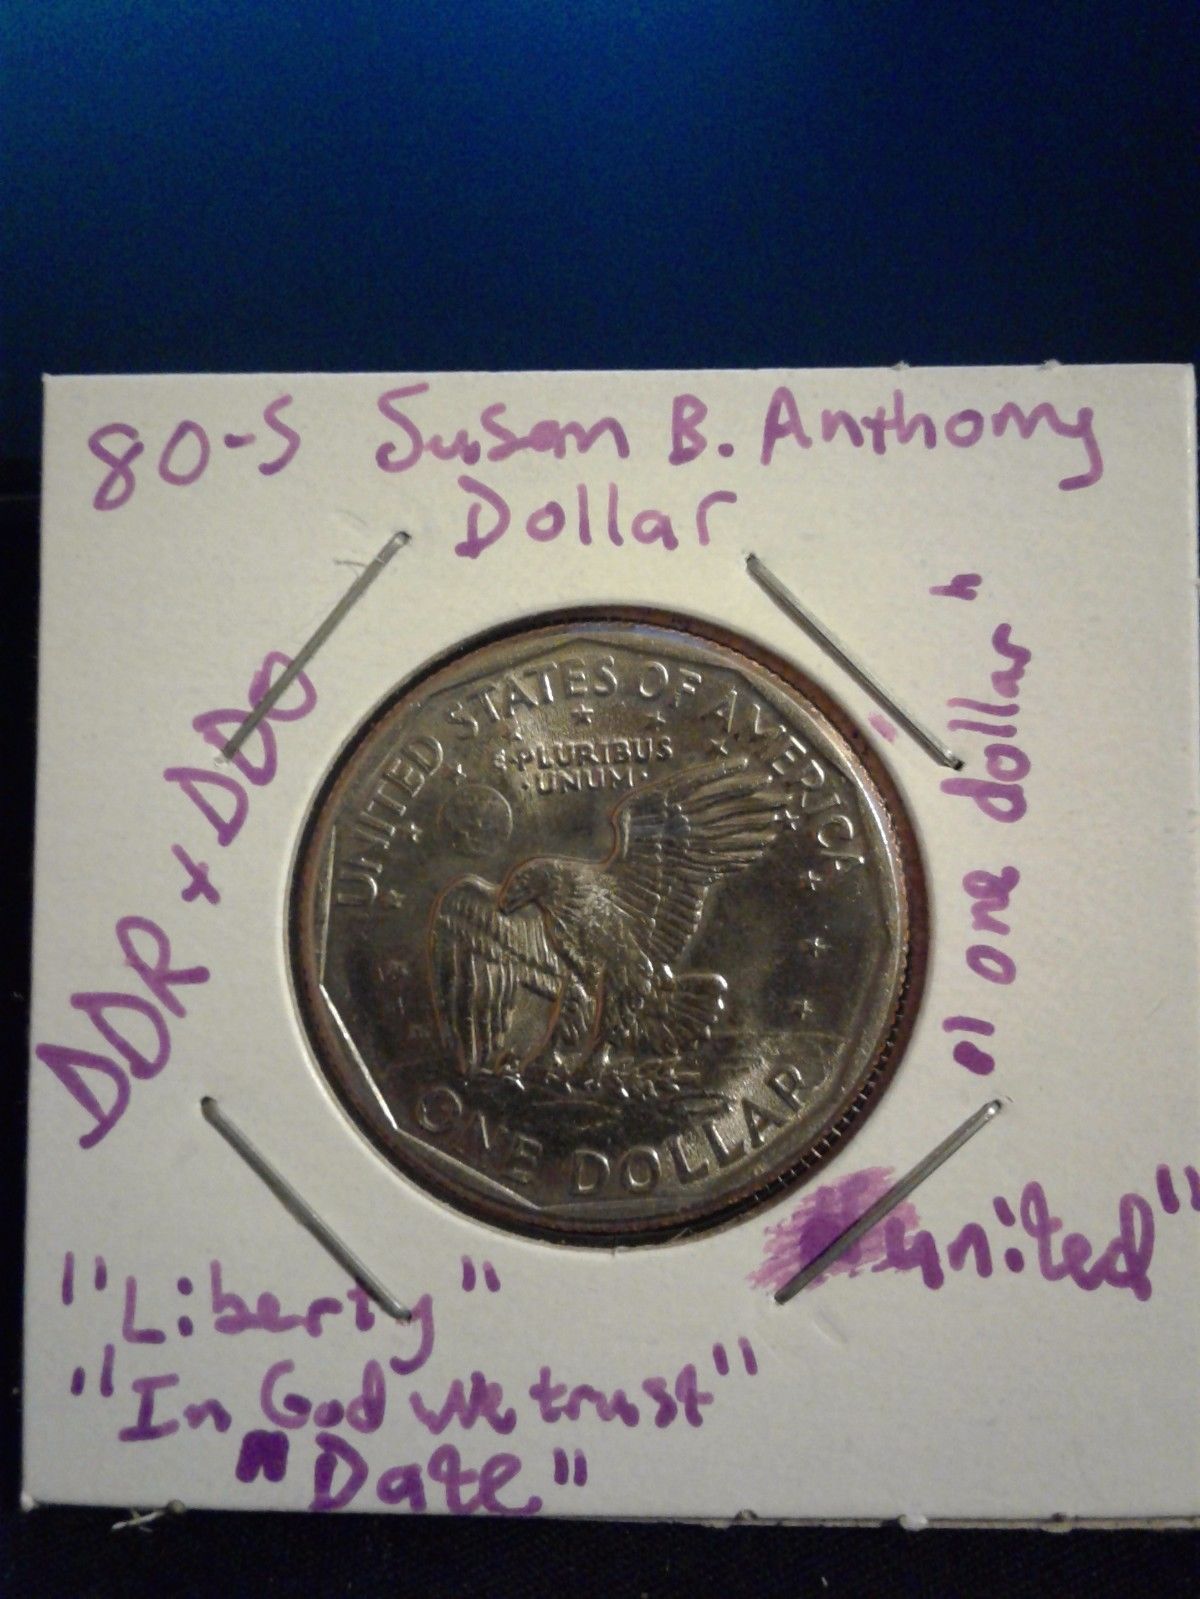 80-S Susan B. Anthony
Dollar
DDR + DDO
"one dollar"
UNITED STATES OF AMERICA
E PLURIBUS
UNUM
ONE DOLLAR
united"
"Liberty"
"In God we trust"
"Date"